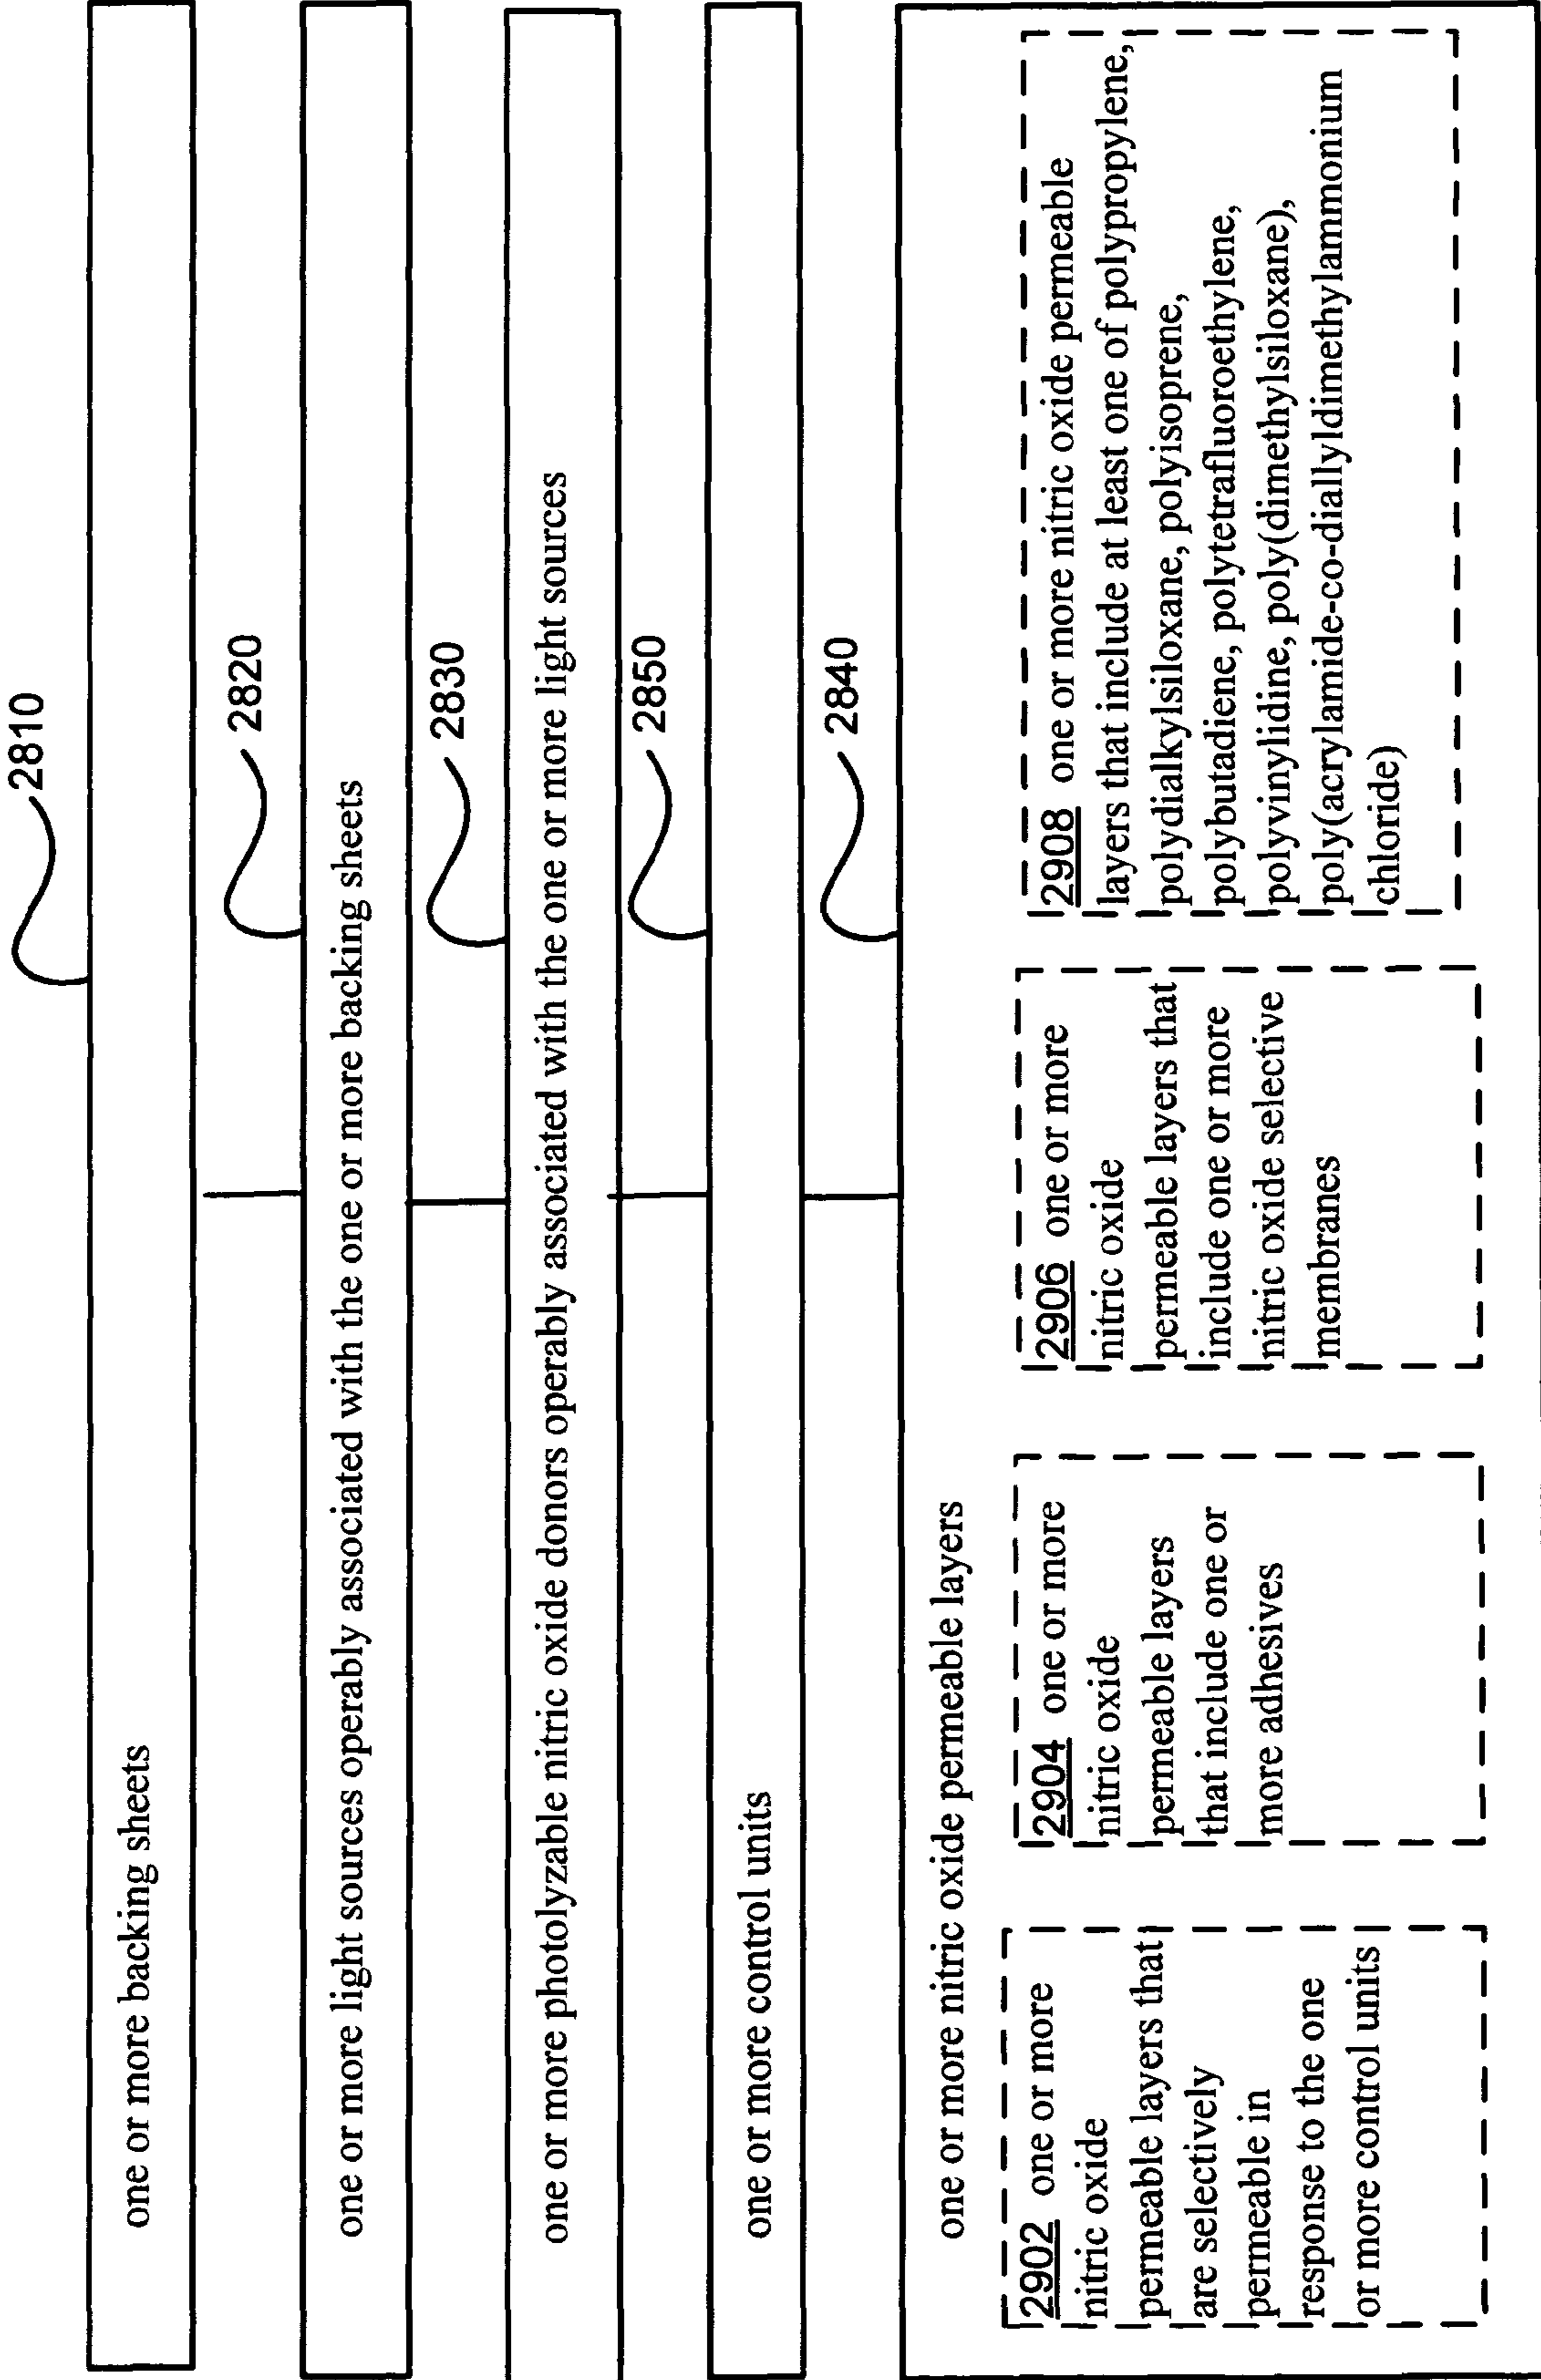 2810
one or more backing sheets
2820
one or more light sources operably associated with the one or more backing sheets
2830
one or more photolyzable nitric oxide donors operably associated with the one or more light sources
2850
one or more control units
2840
one or more nitric oxide permeable layers
2902 one or more
nitric oxide
permeable layers that
are selectively
permeable in
response to the one
or more control units
2904 one or more
nitric oxide
permeable layers
that include one or
more adhesives
2906 one or more
nitric oxide
permeable layers that
include one or more
nitric oxide selective
membranes
2908 one or more nitric oxide permeable
layers that include at least one of polypropylene,
polydialkylsiloxane, polyisoprene,
polybutadiene, polytetrafluoroethylene,
polyvinylidine, poly(dimethylsiloxane),
poly(acrylamide-co-diallyldimethylammonium
chloride)